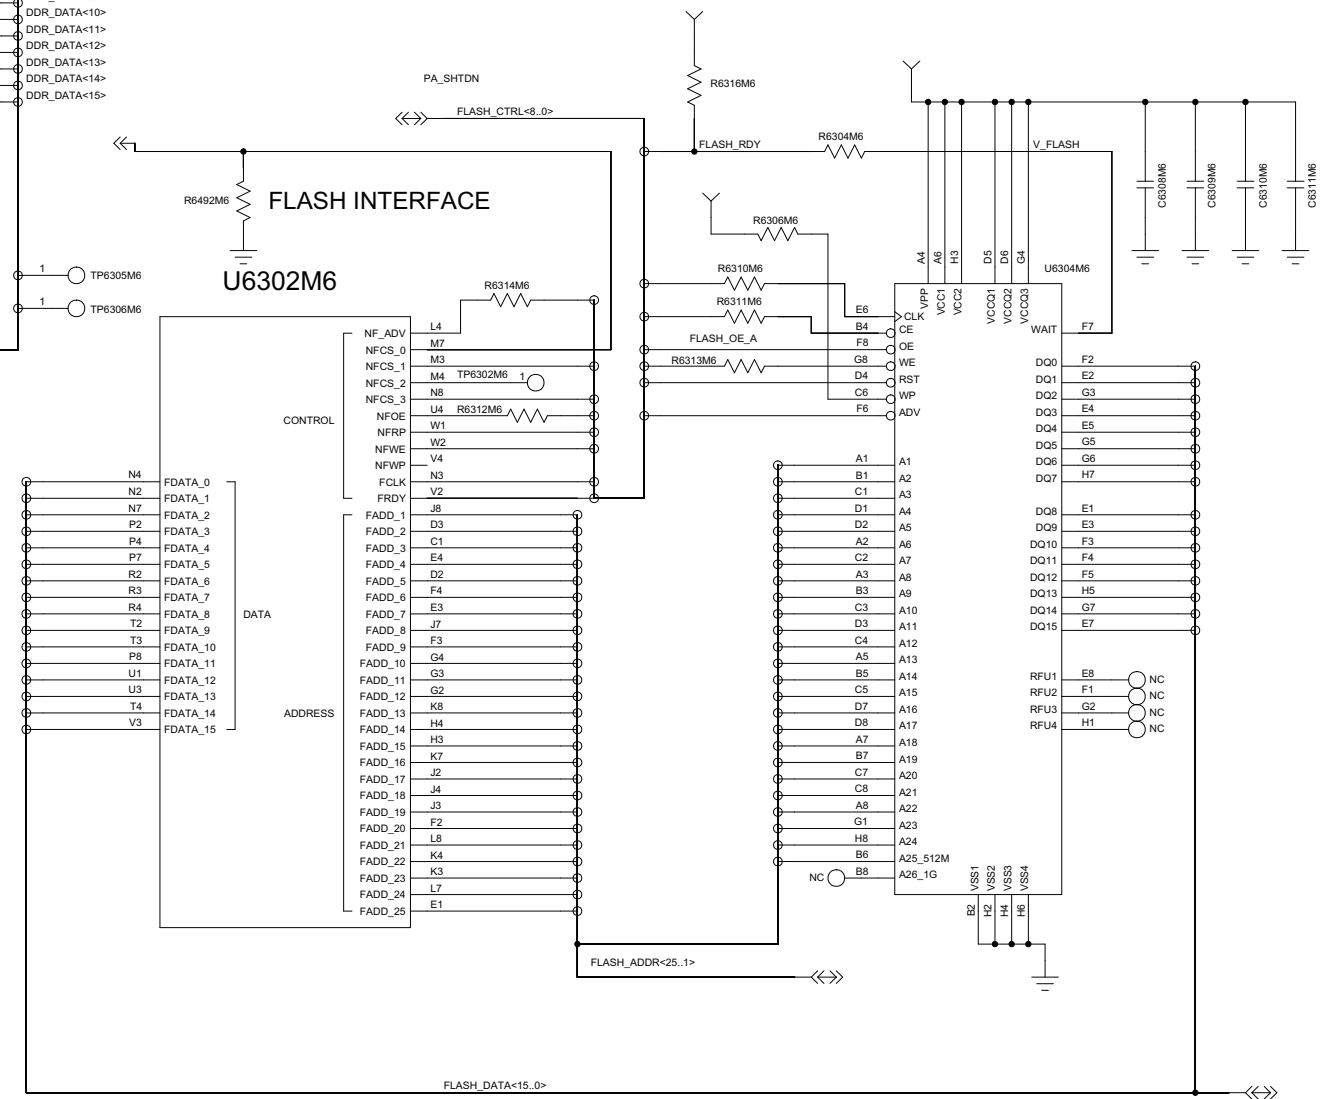 DDR_DATA<10>
DDR_DATA<11>
DDR_DATA<12>
DDR_DATA<13>
DDR_DATA<14>
DDR_DATA<15>
PA_SHTDN
FLASH_CTRL<8..0>
R6316M6
FLASH_RDY
R6304M6
V_FLASH
C6308M6
C6309M6
C6310M6
C6311M6
R6492M6
FLASH INTERFACE
U6302M6
1 TP6305M6
1 TP6306M6
R6306M6
R6310M6
R6311M6
FLASH_OE_A
R6313M6
R6314M6
TP6302M6 1
R6312M6
CONTROL
NF_ADV L4
NFCS_0 M7
NFCS_1 M3
NFCS_2 M4
NFCS_3 N8
NFOE U4
NFRP W1
NFWE W2
NFWP V4
FCLK N3
FRDY V2
N4 FDATA_0
N2 FDATA_1
N7 FDATA_2
P2 FDATA_3
P4 FDATA_4
P7 FDATA_5
R2 FDATA_6
R3 FDATA_7
R4 FDATA_8
T2 FDATA_9
T3 FDATA_10
P8 FDATA_11
U1 FDATA_12
U3 FDATA_13
T4 FDATA_14
V3 FDATA_15
DATA
ADDRESS
FADD_1 J8
FADD_2 D3
FADD_3 C1
FADD_4 E4
FADD_5 D2
FADD_6 F4
FADD_7 E3
FADD_8 J7
FADD_9 F3
FADD_10 G4
FADD_11 G3
FADD_12 G2
FADD_13 K8
FADD_14 H4
FADD_15 H3
FADD_16 K7
FADD_17 J2
FADD_18 J4
FADD_19 J3
FADD_20 F2
FADD_21 L8
FADD_22 K4
FADD_23 K3
FADD_24 L7
FADD_25 E1
U6304M6
A4 VPP
A6 VCC1
H3 VCC2
D5 VCCQ1
D6 VCCQ2
G4 VCCQ3
E6 CLK
B4 CE
F8 OE
G8 WE
D4 RST
C6 WP
F6 ADV
A1 A1
B1 A2
C1 A3
D1 A4
D2 A5
A2 A6
C2 A7
A3 A8
B3 A9
C3 A10
D3 A11
C4 A12
A5 A13
B5 A14
C5 A15
D7 A16
D8 A17
A7 A18
B7 A19
C7 A20
C8 A21
A8 A22
G1 A23
H8 A24
B6 A25_512M
NC B8 A26_1G
WAIT F7
DQ0 F2
DQ1 E2
DQ2 G3
DQ3 E4
DQ4 E5
DQ5 G5
DQ6 G6
DQ7 H7
DQ8 E1
DQ9 E3
DQ10 F3
DQ11 F4
DQ12 F5
DQ13 H5
DQ14 G7
DQ15 E7
RFU1 E8 NC
RFU2 F1 NC
RFU3 G2 NC
RFU4 H1 NC
VSS1 B2
VSS2 H2
VSS3 H4
VSS4 H6
FLASH_ADDR<25..1>
FLASH_DATA<15..0>